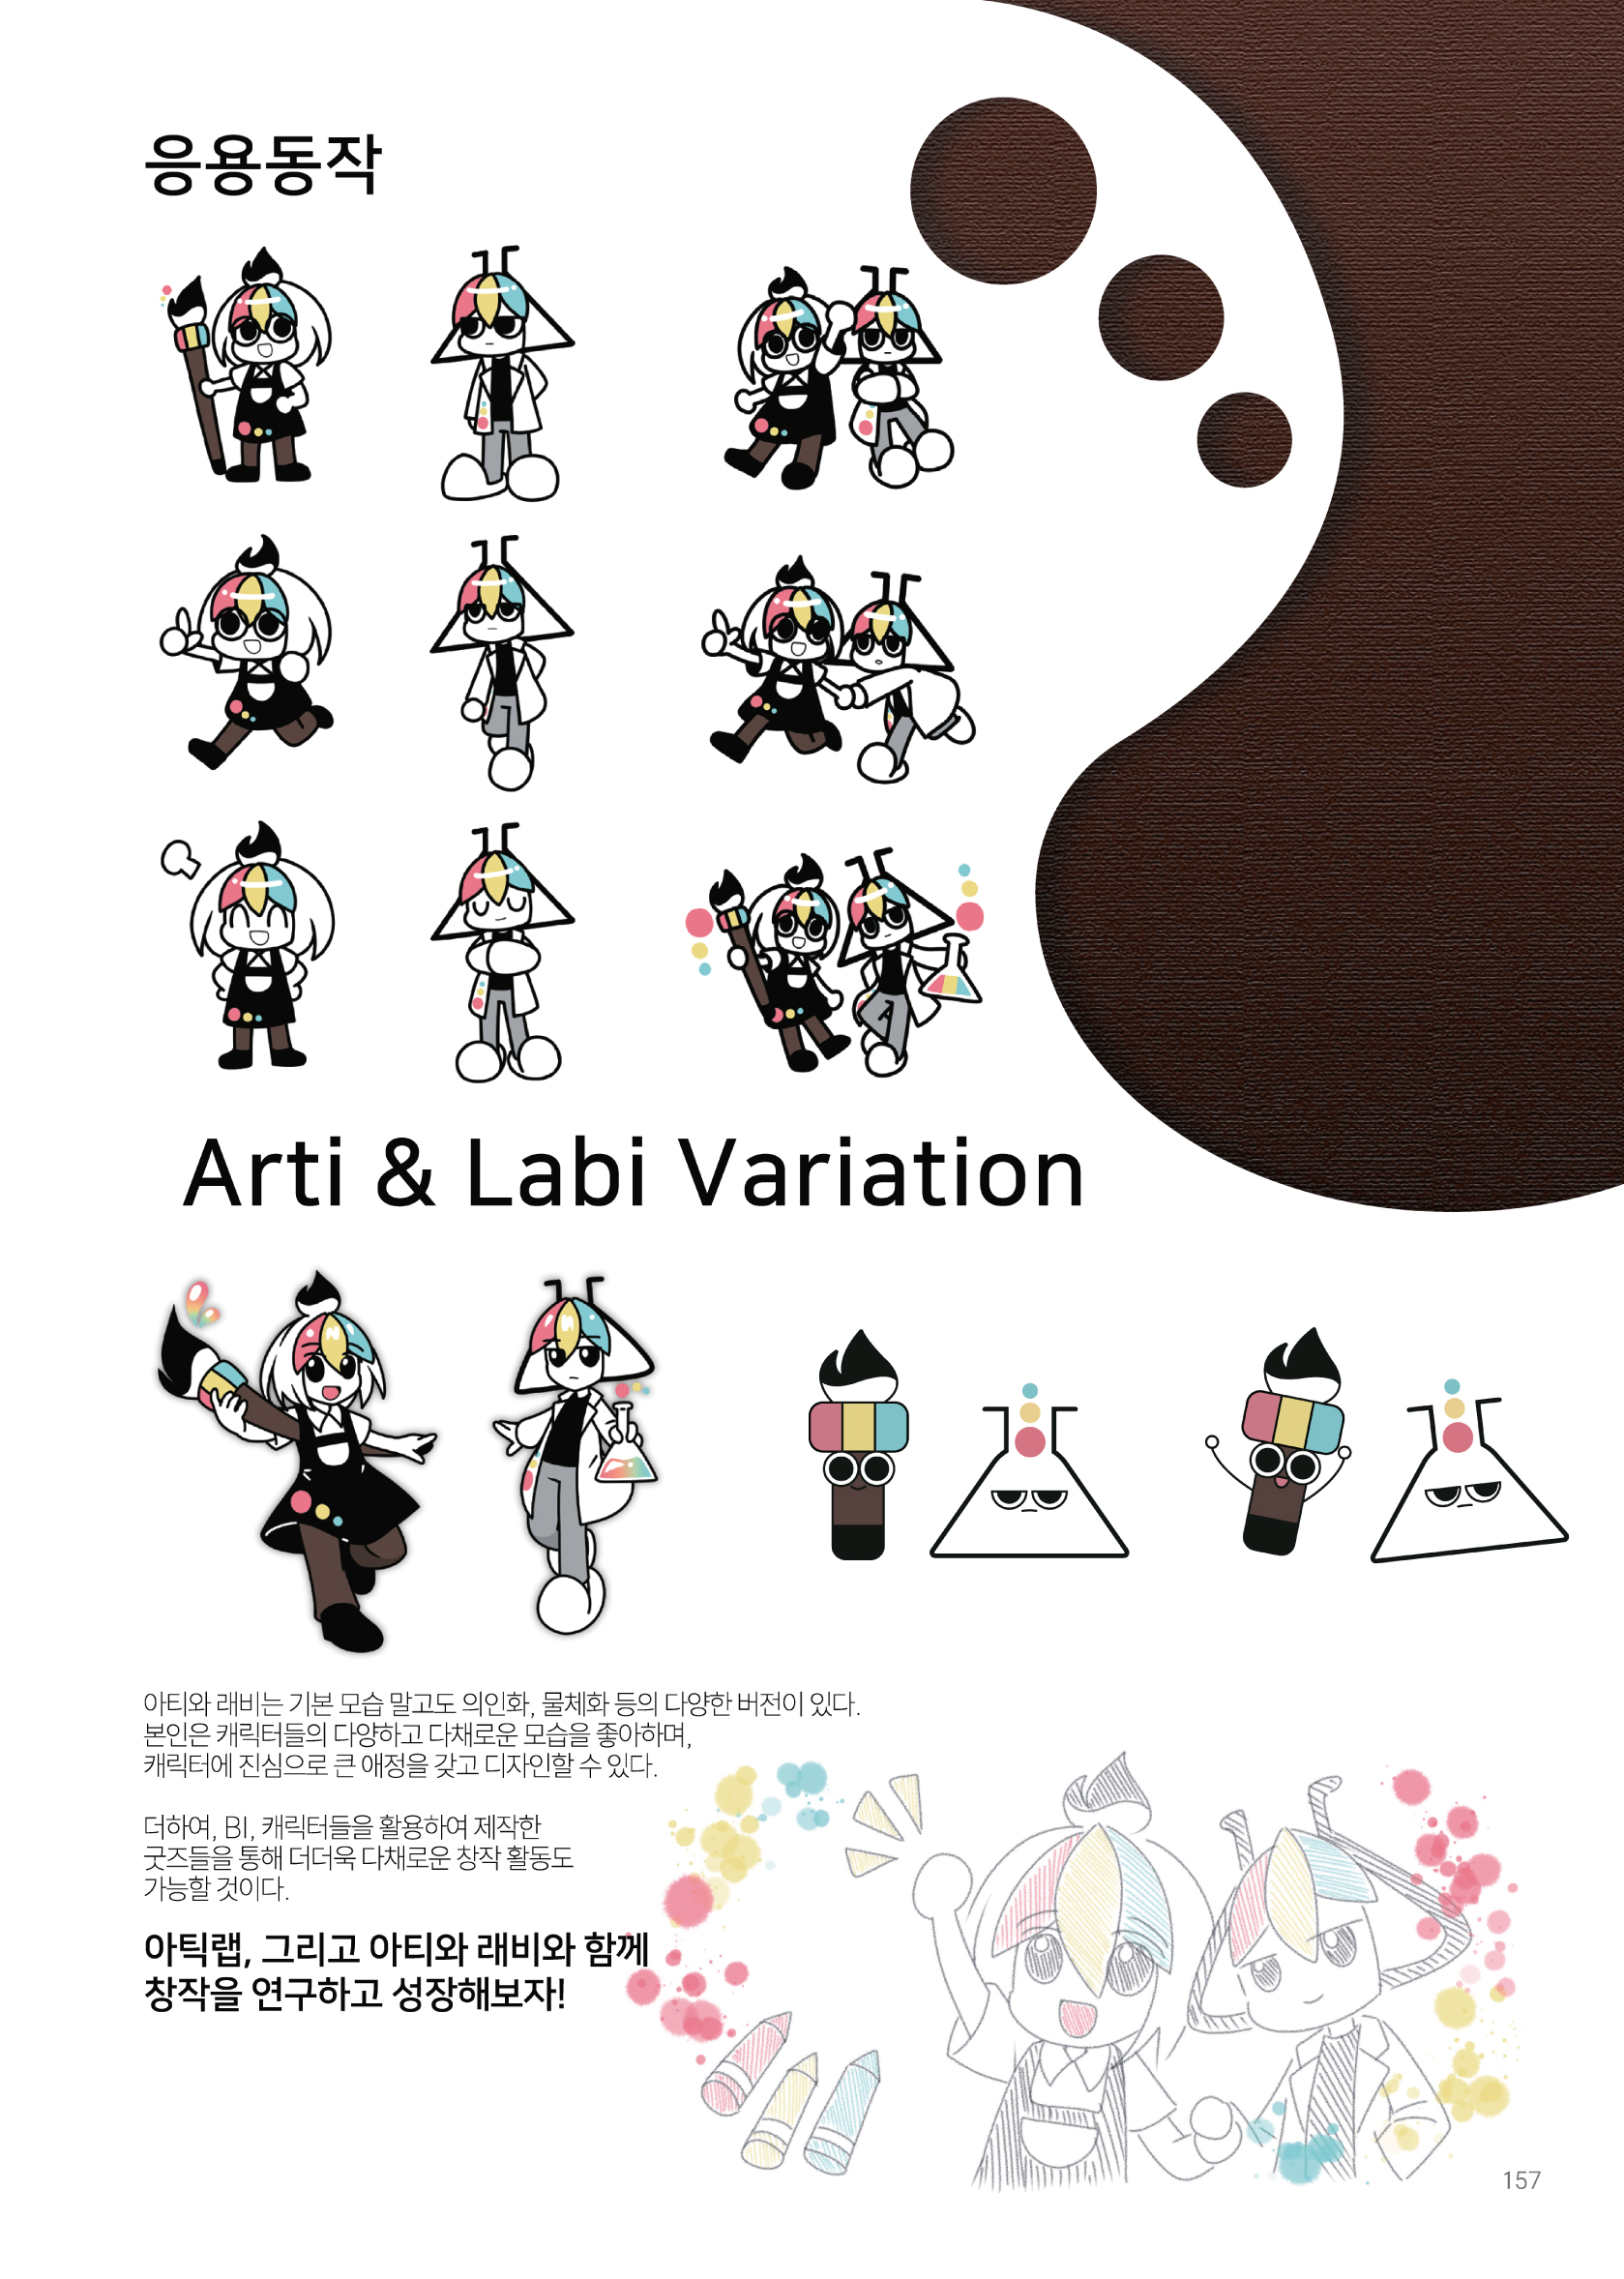 응용동작
Arti & Labi Variation
아티와 래비는 기본 모습 말고도 의인화, 물체화 등의 다양한 버전이 있다.
본인은 캐릭터들의 다양하고 다채로운 모습을 좋아하며,
캐릭터에 진심으로 큰 애정을 갖고 디자인할 수 있다.
더하여, BI, 캐릭터들을 활용하여 제작한
굿즈들을 통해 더더욱 다채로운 창작 활동도
가능할 것이다.
아틱랩, 그리고 아티와 래비와 함께
창작을 연구하고 성장해보자!
157